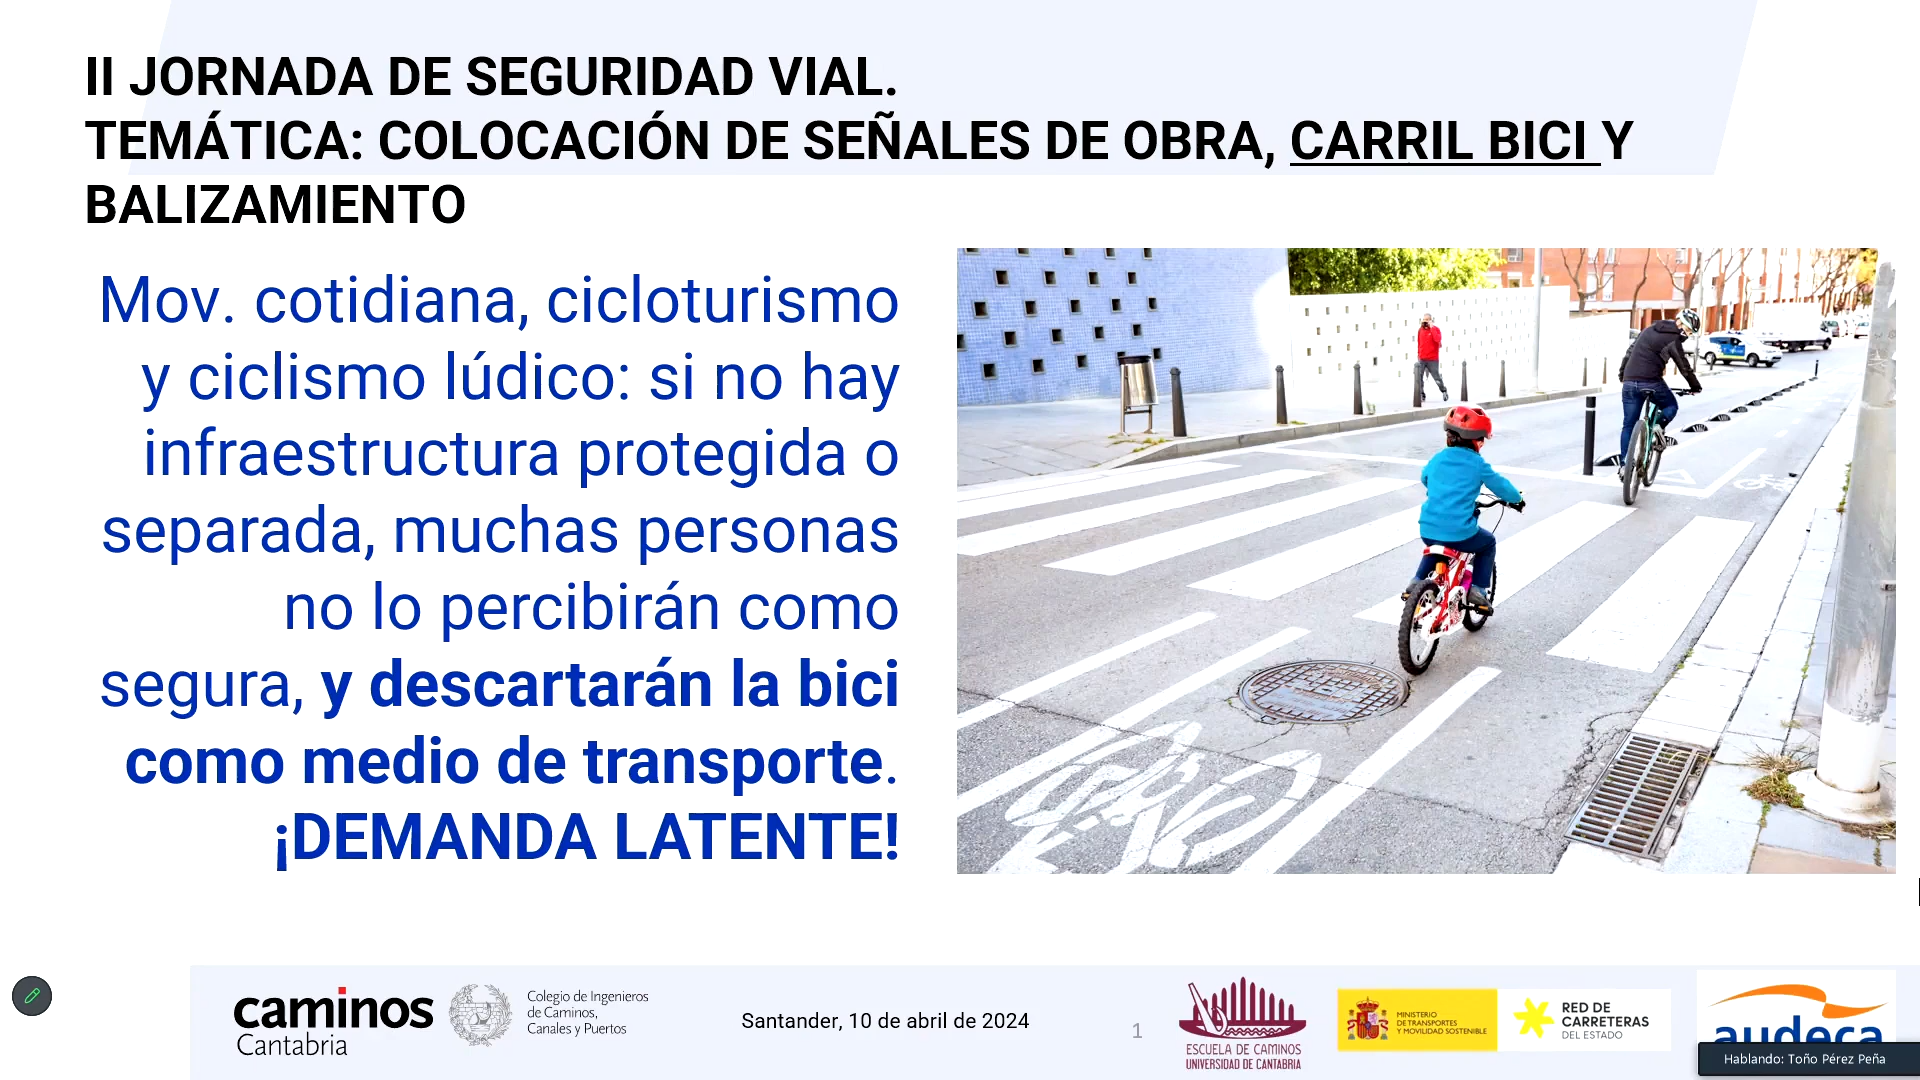 II JORNADA DE SEGURIDAD VIAL.
TEMÁTICA: COLOCACIÓN DE SEÑALES DE OBRA, CARRIL BICI Y
BALIZAMIENTO
Mov. cotidiana, cicloturismo
y ciclismo lúdico: si no hay
infraestructura protegida o
separada, muchas personas
no lo percibirán como
segura, y descartarán la bici
como medio de transporte.
¡DEMANDA LATENTE!
caminos
Cantabria
Colegio de Ingenieros
de Caminos,
Canales y Puertos
Santander, 10 de abril de 2024
1
ESCUELA DE CAMINOS
UNIVERSIDAD DE CANTABRIA
MINISTERIO
DE TRANSPORTES
Y MOVILIDAD SOSTENIBLE
RED DE
CARRETERAS
DEL ESTADO
audeca
Hablando: Toño Pérez Peña